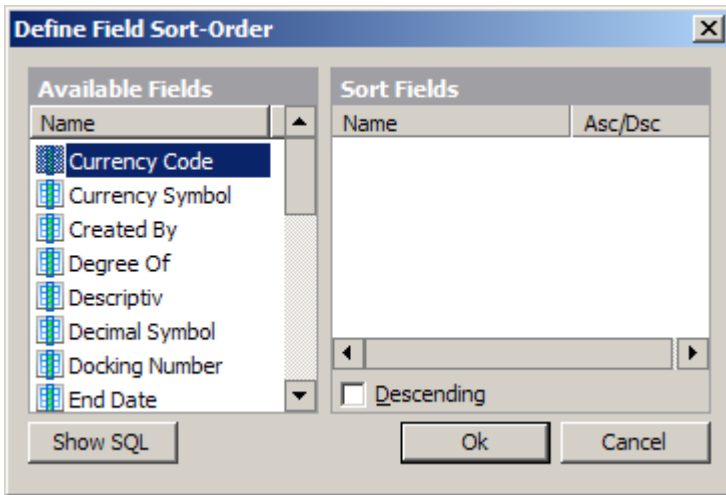 Define Field Sort-Order
Available Fields
Name
Currency Code
Currency Symbol
Created By
Degree Of
Descriptiv
Decimal Symbol
Docking Number
End Date
Sort Fields
Name Asc/Dsc
Descending
Show SQL Ok Cancel